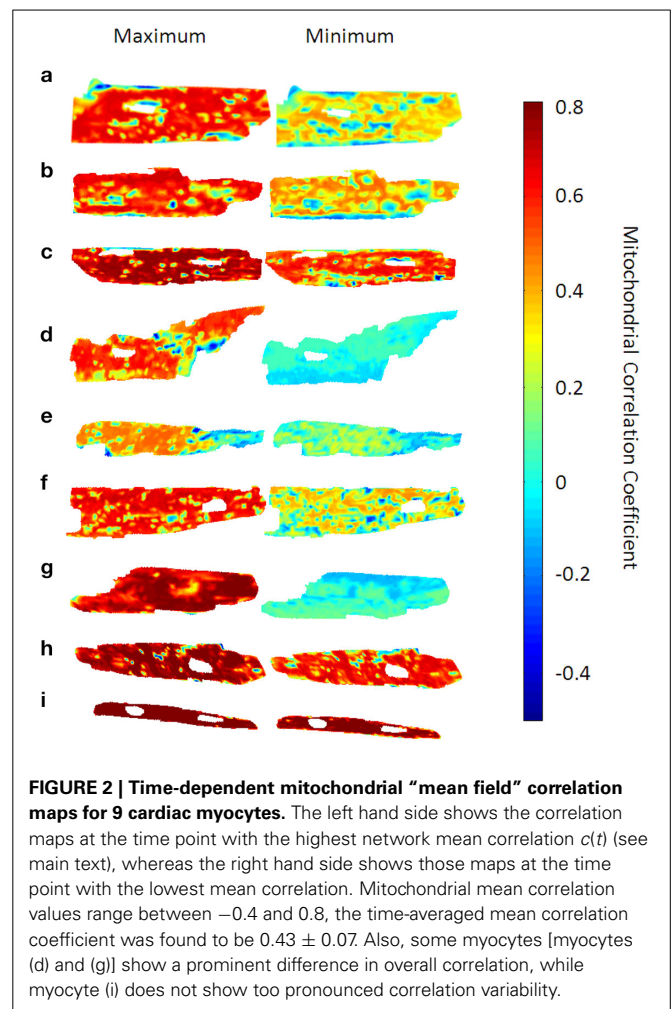 Maximum Minimum
a
b
c
d
e
f
g
h
i
0.8
0.6
0.4
0.2
0
-0.2
-0.4
Mitochondrial Correlation Coefficient
FIGURE 2 | Time-dependent mitochondrial “mean field” correlation
maps for 9 cardiac myocytes. The left hand side shows the correlation
maps at the time point with the highest network mean correlation c(t) (see
main text), whereas the right hand side shows those maps at the time
point with the lowest mean correlation. Mitochondrial mean correlation
values range between −0.4 and 0.8, the time-averaged mean correlation
coefficient was found to be 0.43 ± 0.07. Also, some myocytes [myocytes
(d) and (g)] show a prominent difference in overall correlation, while
myocyte (i) does not show too pronounced correlation variability.